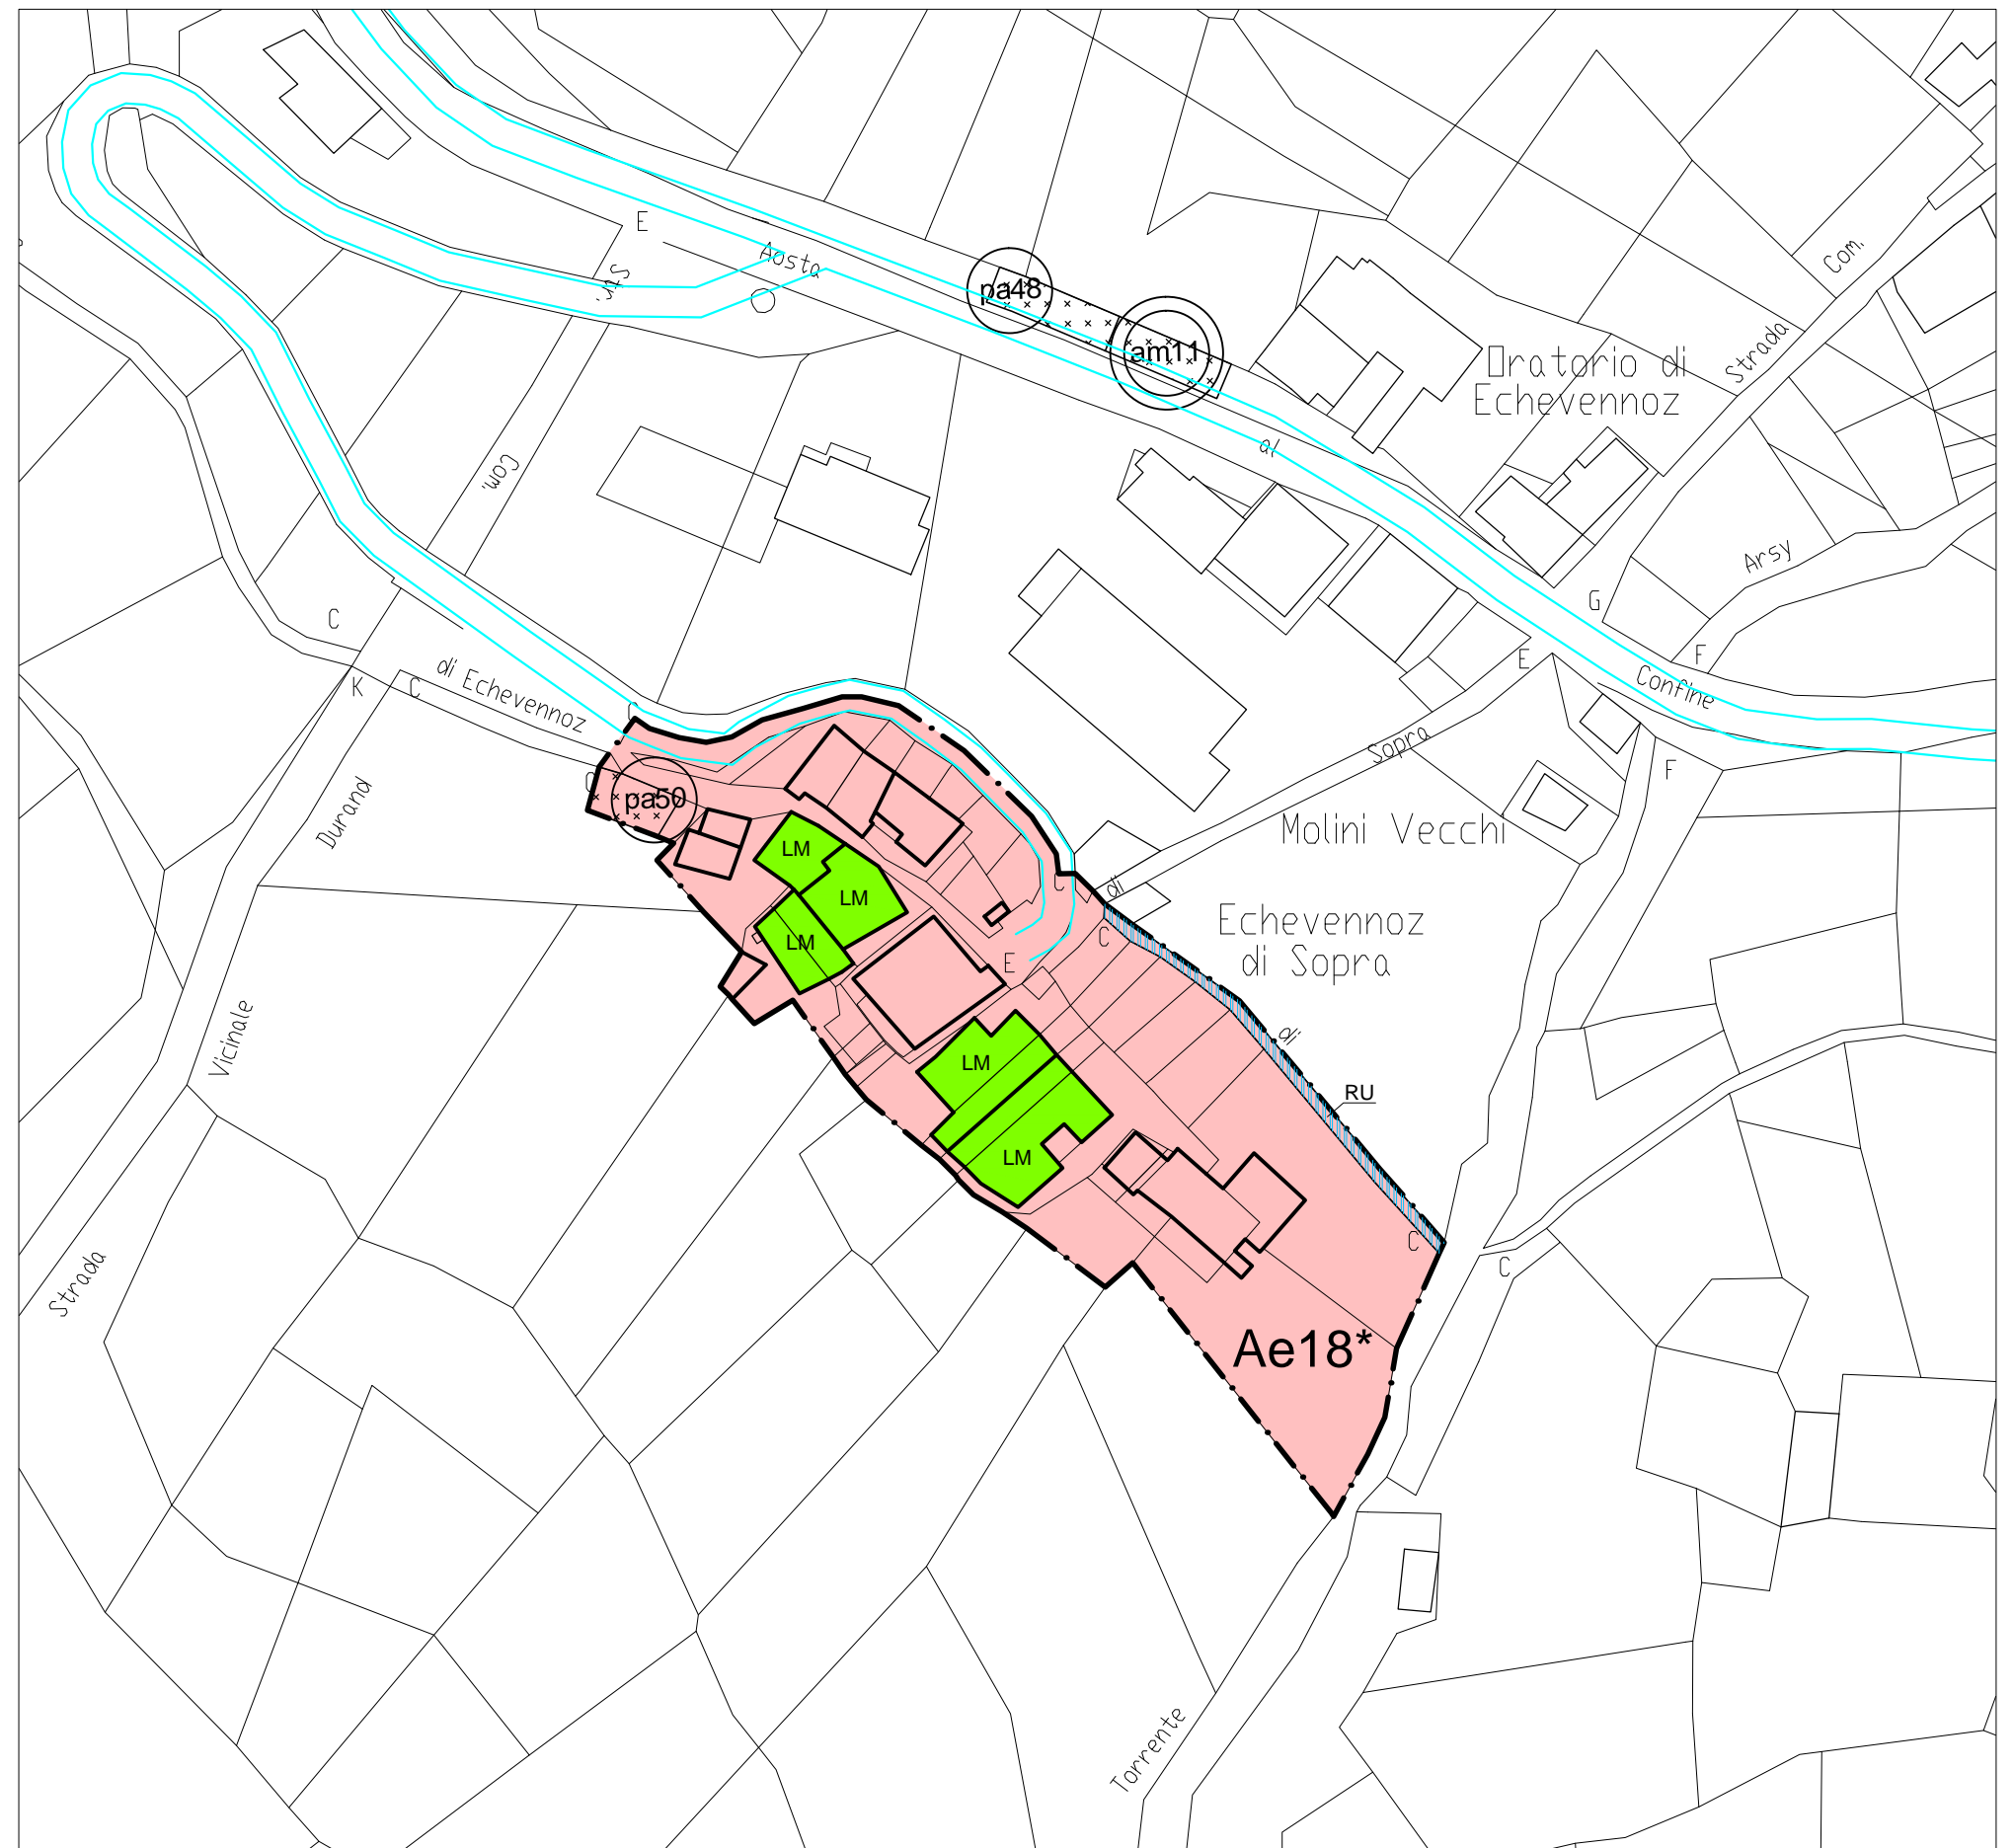 E
Aosta
Str.
pa48
am11
Com.
Strada
Oratorio di
Echevennoz
al
Com.
Arsy
C
G
F
E
K
C
di Echevennoz
Confine
C
Sopra
F
C
pa50
Durand
Molini Vecchi
LM
LM
C
di
LM
Echevennoz
di Sopra
C
E
Vicinale
di
LM
RU
LM
C
C
Strada
Ae18*
Torrente